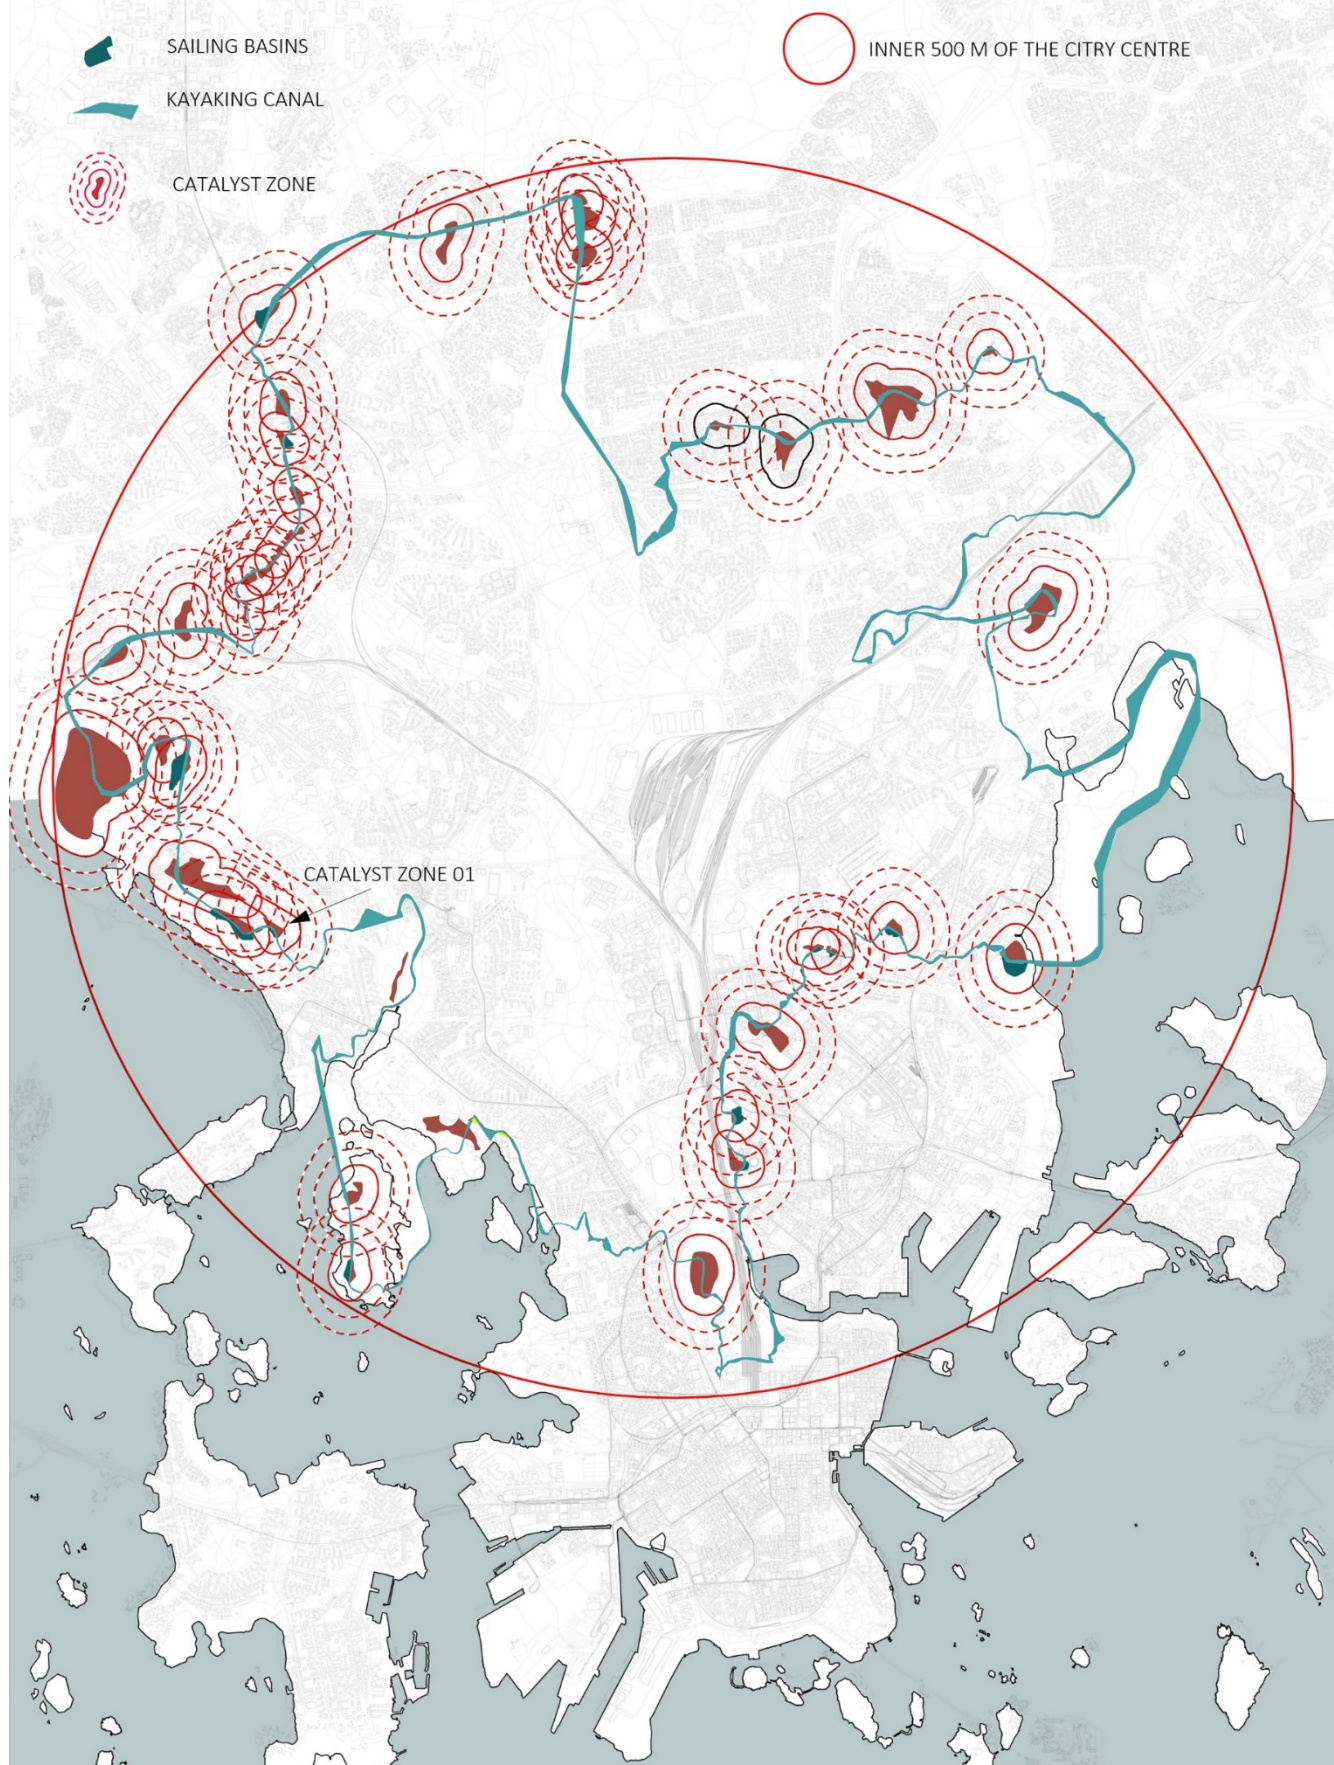 SAILING BASINS
INNER 500 M OF THE CITRY CENTRE
KAYAKING CANAL
CATALYST ZONE
CATALYST ZONE 01